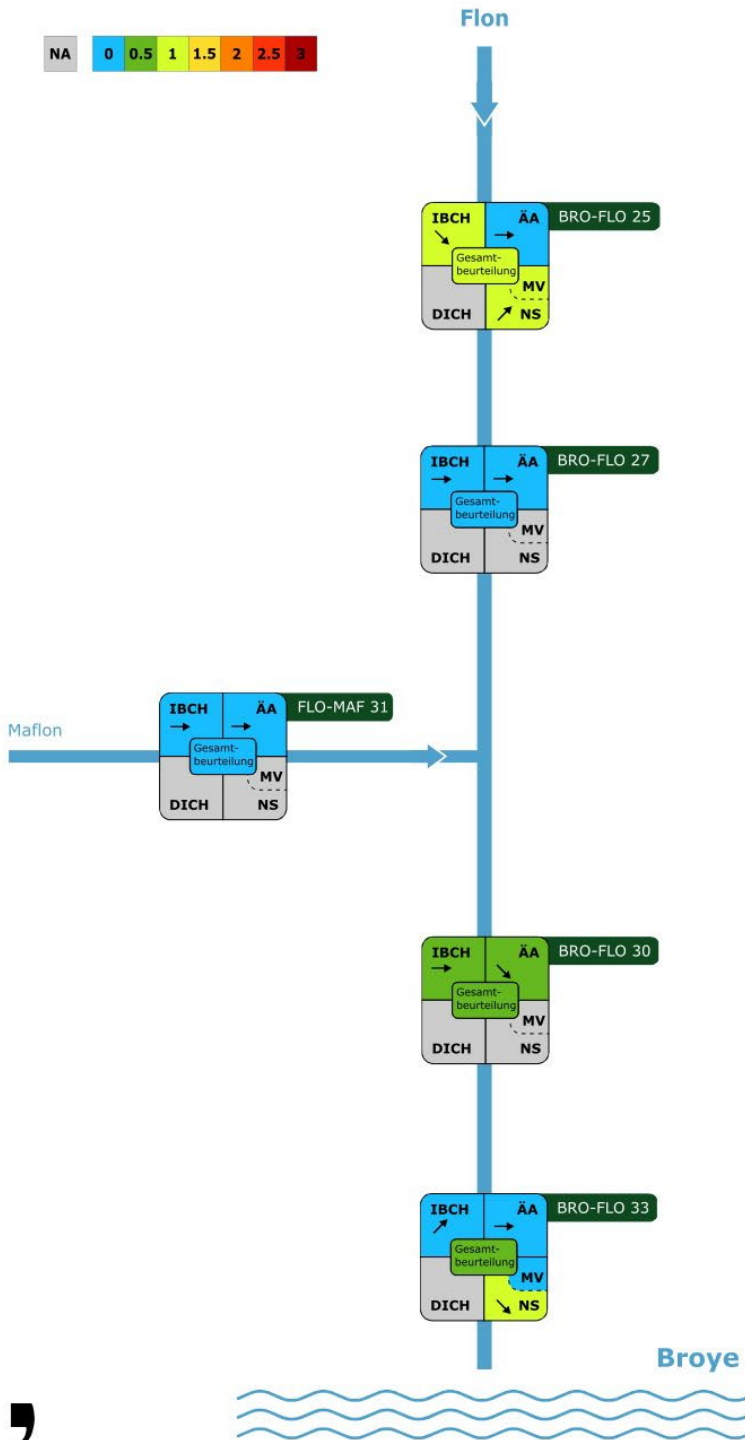 Flon
NA 0 0.5 1 1.5 2 2.5 3
IBCH ÄA BRO-FLO 25
Gesamt-
beurteilung
MV
DICH NS
IBCH ÄA BRO-FLO 27
Gesamt-
beurteilung
MV
DICH NS
IBCH ÄA FLO-MAF 31
Maflon
Gesamt-
beurteilung
MV
DICH NS
IBCH ÄA BRO-FLO 30
Gesamt-
beurteilung
MV
DICH NS
IBCH ÄA BRO-FLO 33
Gesamt-
beurteilung
MV
DICH NS
Broye
,